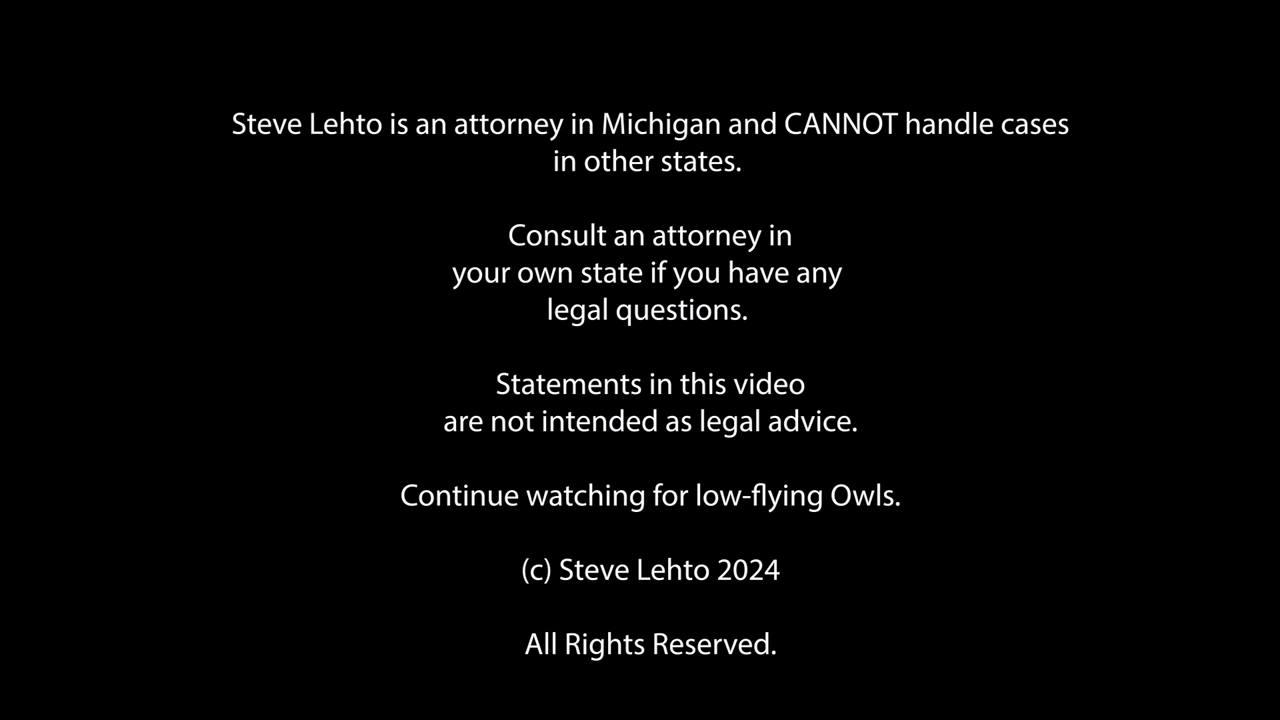 Steve Lehto is an attorney in Michigan and CANNOT handle cases
in other states.
Consult an attorney in
your own state if you have any
legal questions.
Statements in this video
are not intended as legal advice.
Continue watching for low-flying Owls.
(c) Steve Lehto 2024
All Rights Reserved.